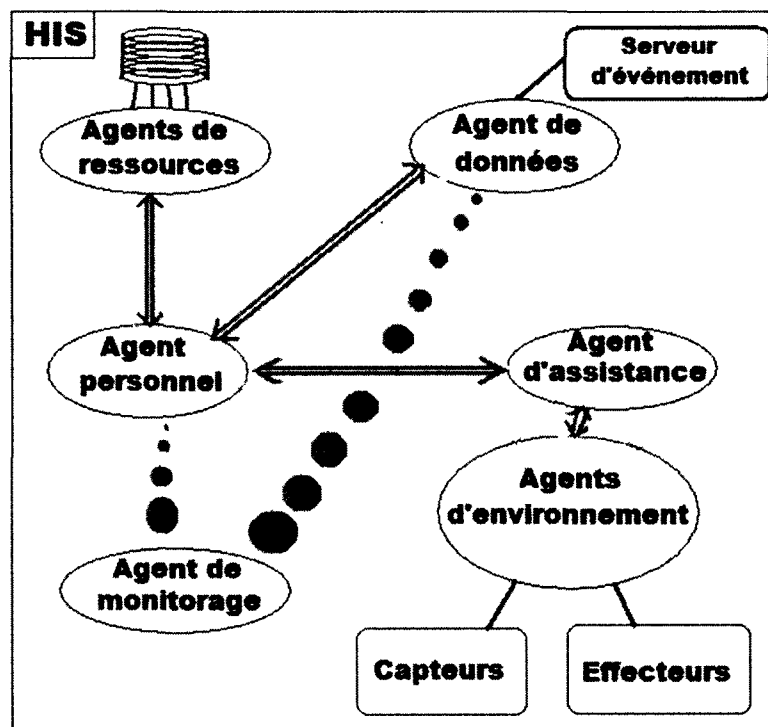 HIS
Serveur
d'événement
Agents de
ressources
Agent de
données
Agent
personnel
Agent
d'assistance
Agents
d'environnement
Agent de
monitorage
Capteurs
Effecteurs